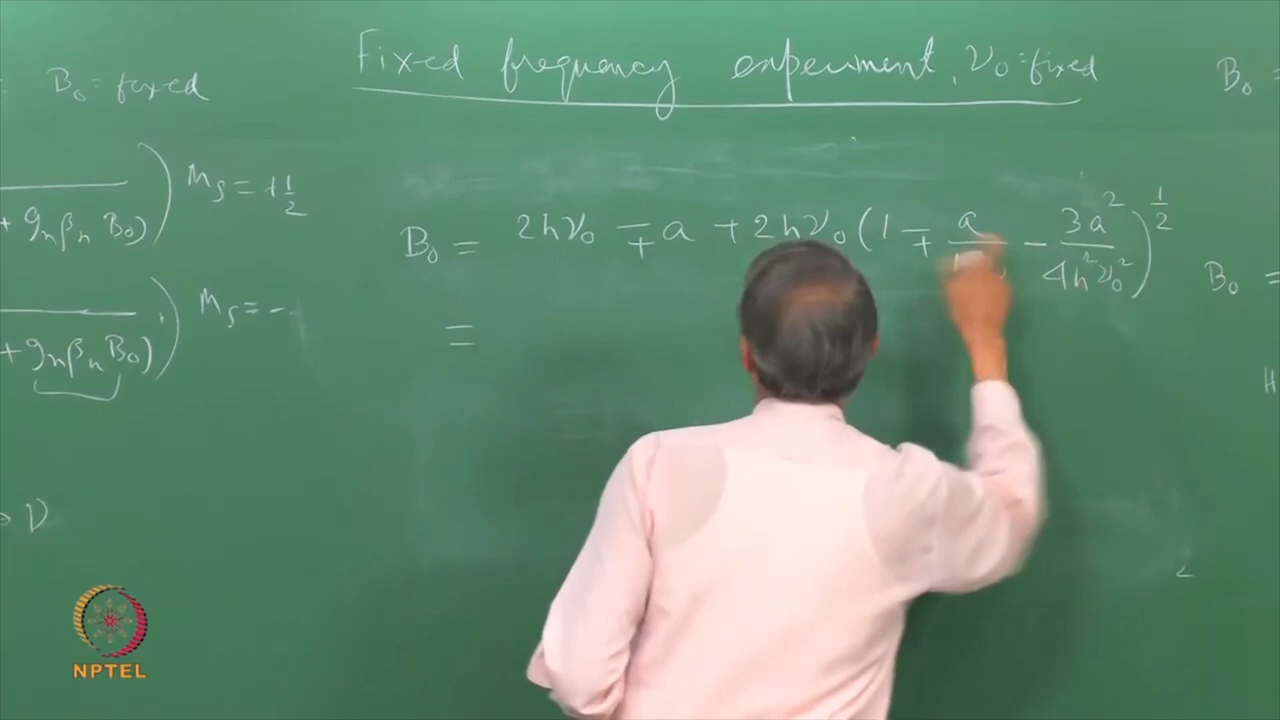 : B₀ = fixed
Fixed frequency experiment, ν₀ = fixed
B₀ =
+ gₙβₙB₀) ) Mₛ = +1/2
+ gₙβₙB₀) ) Mₛ = -
B₀ = 2hν₀ ∓ a + 2hν₀ (1 ∓ a/ - 3a²/4h²ν₀²)^1/2
=
B₀ =
H
→ D
NPTEL